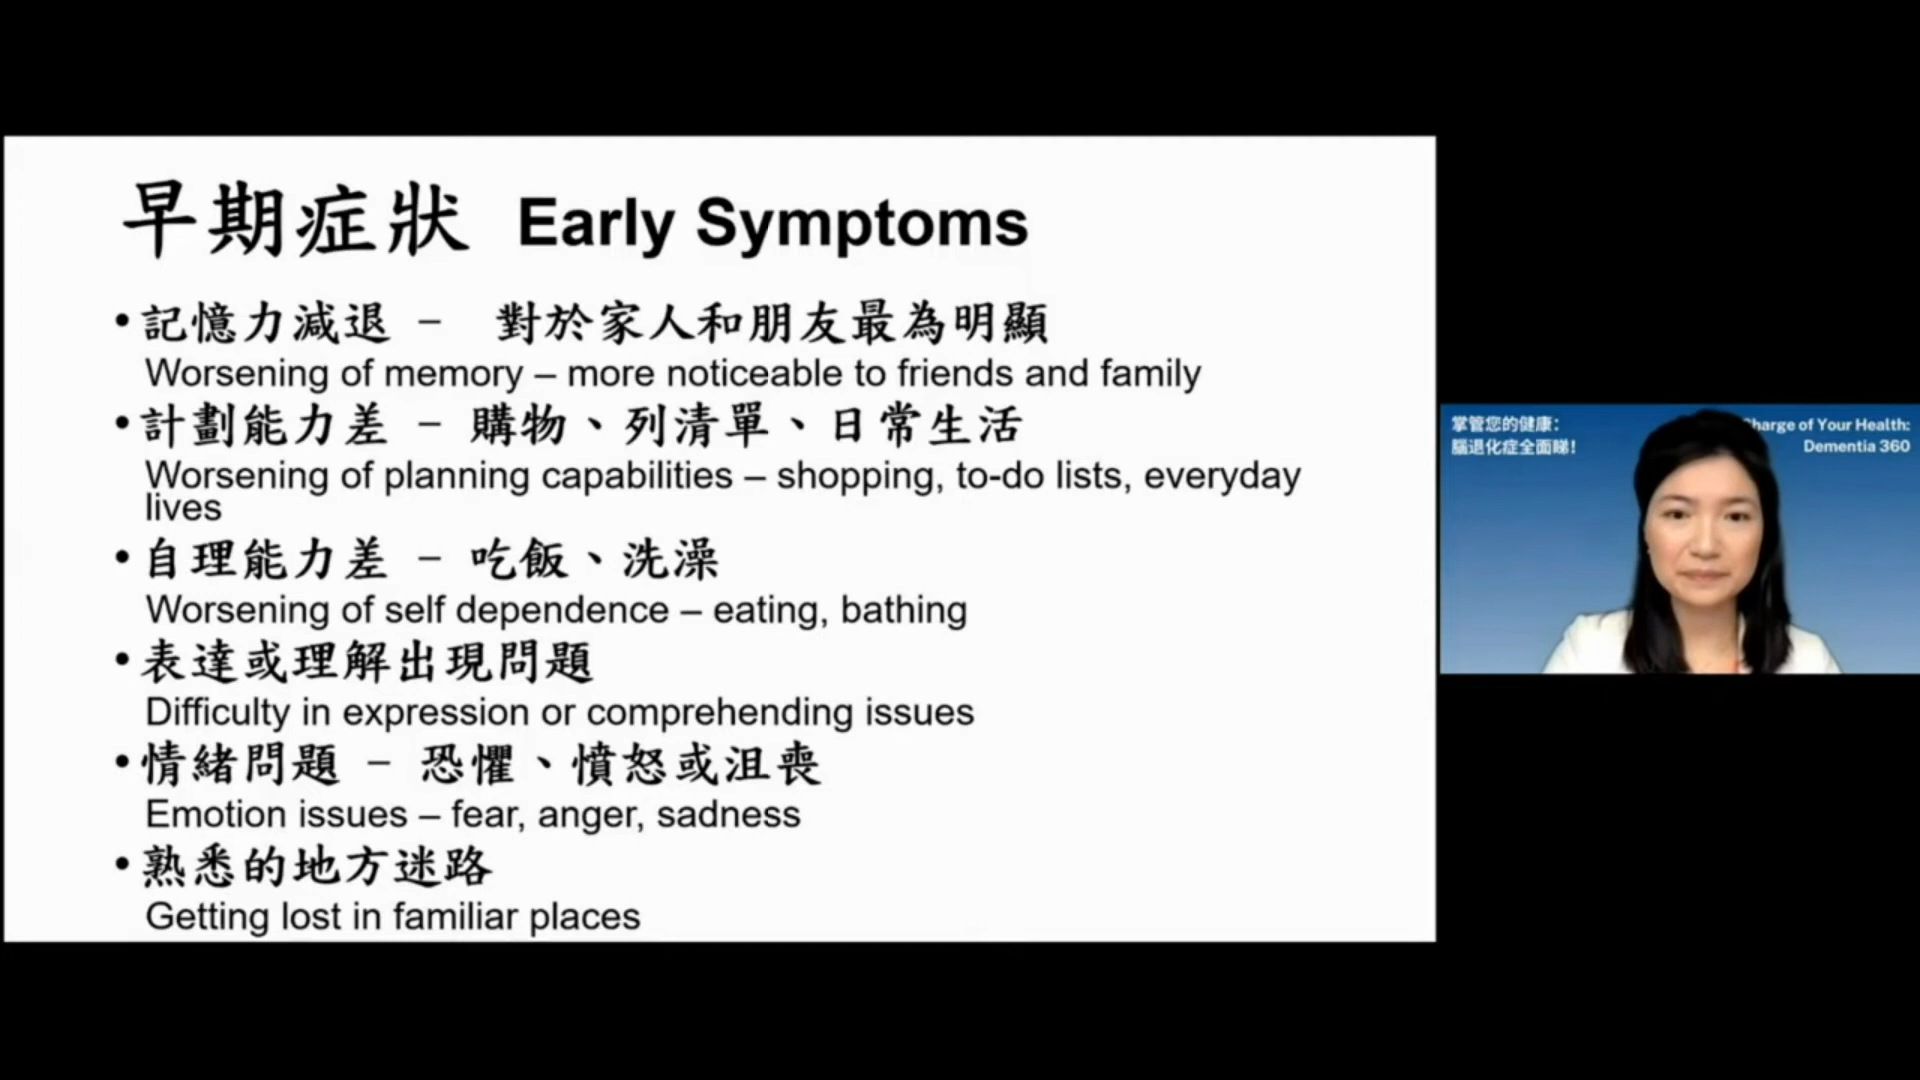 早期症狀 Early Symptoms
•記憶力減退 – 對於家人和朋友最為明顯
Worsening of memory – more noticeable to friends and family
•計劃能力差 – 購物、列清單、日常生活
Worsening of planning capabilities – shopping, to-do lists, everyday
lives
•自理能力差 – 吃飯、洗澡
Worsening of self dependence – eating, bathing
•表達或理解出現問題
Difficulty in expression or comprehending issues
•情緒問題 – 恐懼、憤怒或沮喪
Emotion issues – fear, anger, sadness
•熟悉的地方迷路
Getting lost in familiar places
掌管您的健康：
腦退化症全面睇！
harge of Your Health:
Dementia 360